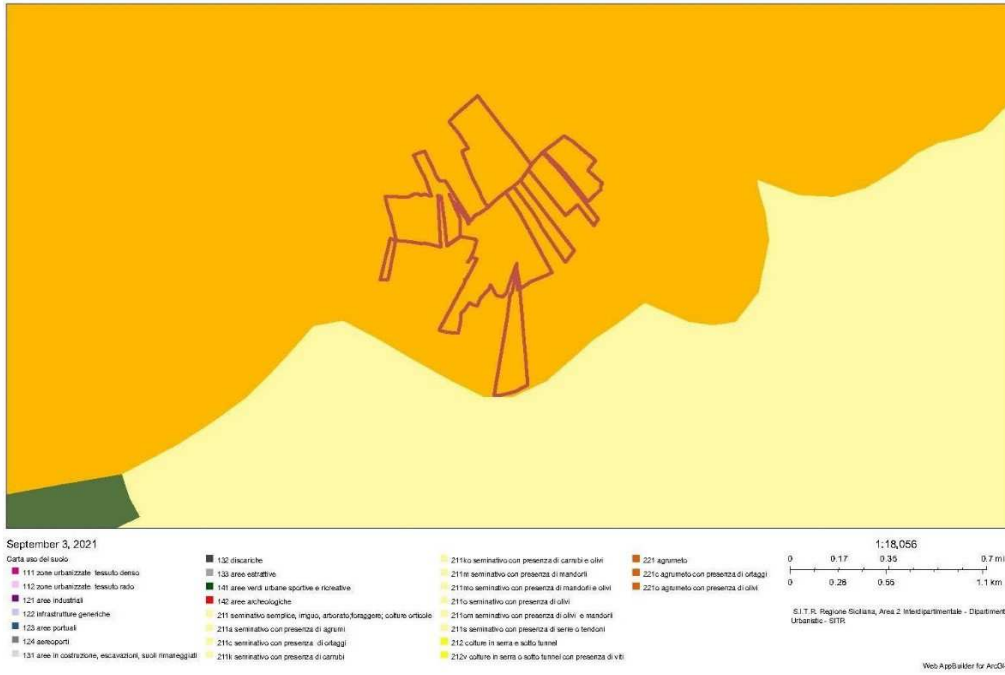 September 3, 2021
Carta uso del suolo
111 zone urbanizzate tessuto denso
112 zone urbanizzate tessuto rado
121 aree industriali
122 infrastrutture generiche
123 aree portuali
124 aereoporti
131 aree in costruzione, escavazioni, suoli rimaneggiati
132 discariche
133 aree estrattive
141 aree verdi urbane sportive e ricreative
142 aree archeologiche
211 seminativo semplice, irriguo, arborato,foraggere; colture orticole
211a seminativo con presenza di agrumi
211c seminativo con presenza di ortaggi
211k seminativo con presenza di carrubi
211ko seminativo con presenza di carrubi e olivi
211m seminativo con presenza di mandorli
211mo seminativo con presenza di mandorli e olivi
211o seminativo con presenza di olivi
211om seminativo con presenza di olivi e mandorli
211s seminativo con presenza di serre o tendoni
212 colture in serra e sotto tunnel
212v colture in serra o sotto tunnel con presenza di viti
221 agrumeto
221c agrumeto con presenza di ortaggi
221o agrumeto con presenza di olivi
1:18,056
0 0.17 0.35 0.7 mi
0 0.26 0.55 1.1 km
S.I.T.R. Regione Siciliana, Area 2 Interdipartimentale - Dipartiment
Urbanistic - SITR
Web AppBuilder for ArcGI